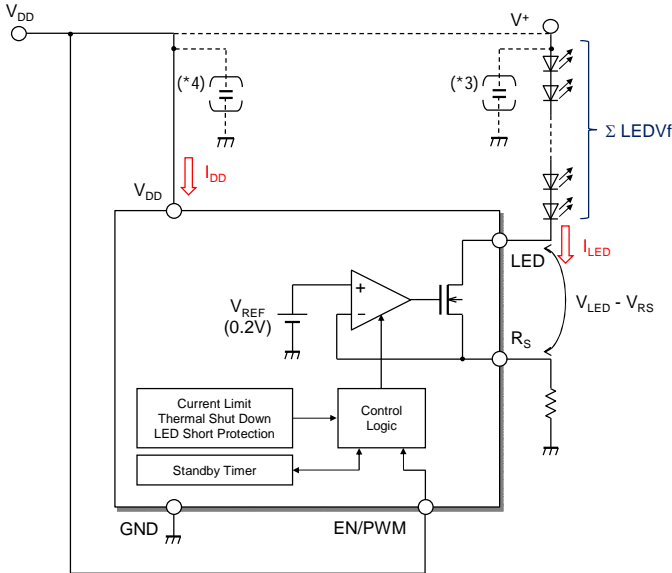 VDD
V+
(*4)
(*3)
Σ LEDVf
IDD
VDD
LED
ILED
VREF
(0.2V)
+
-
VLED - VRS
RS
Current Limit
Thermal Shut Down
LED Short Protection
Control
Logic
Standby Timer
GND
EN/PWM